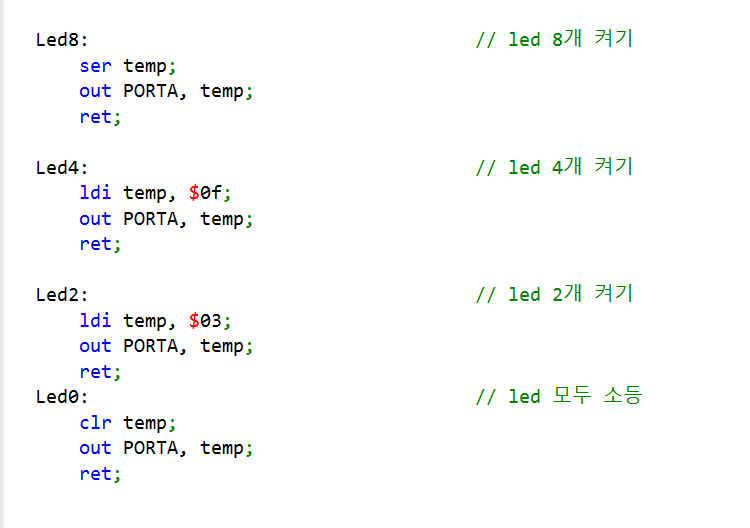 Led8: // led 8개 켜기
ser temp;
out PORTA, temp;
ret;
Led4: // led 4개 켜기
ldi temp, $0f;
out PORTA, temp;
ret;
Led2: // led 2개 켜기
ldi temp, $03;
out PORTA, temp;
ret;
Led0: // led 모두 소등
clr temp;
out PORTA, temp;
ret;